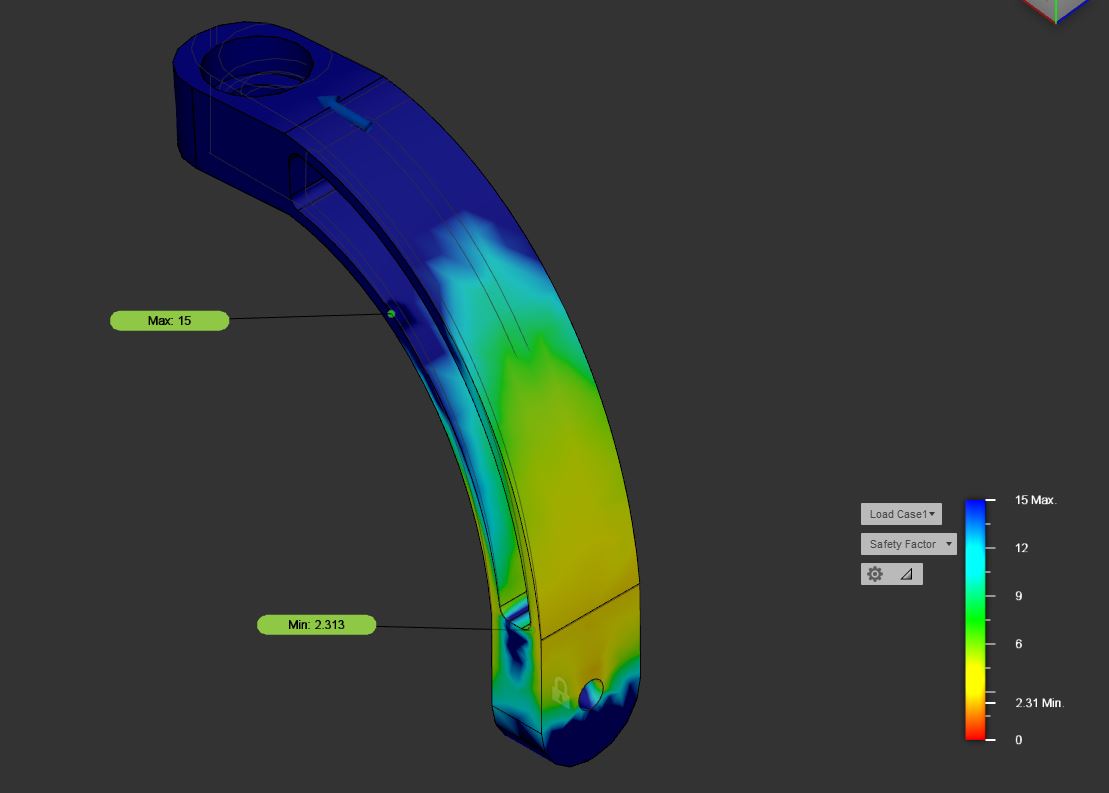 Max: 15
Min: 2.313
Load Case1
Safety Factor
15 Max.
12
9
6
2.31 Min.
0